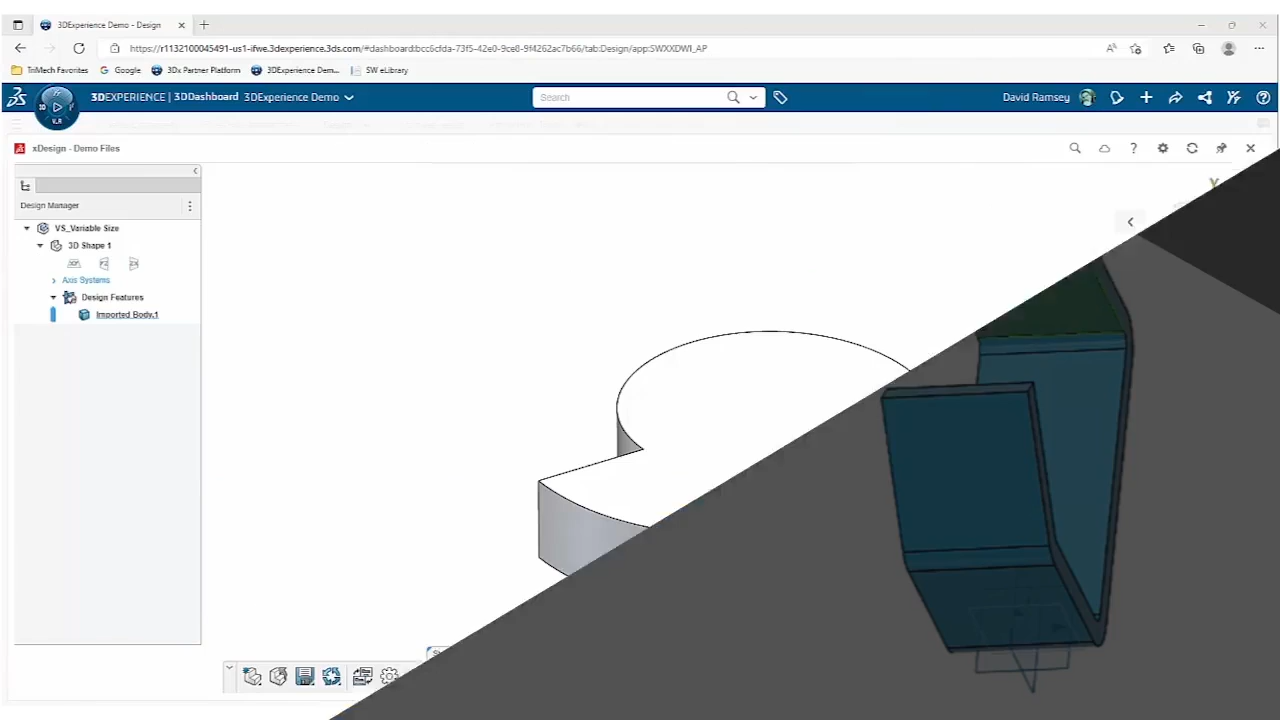 3DExperience Demo - Design
https://r1132100045491-us1-ifwe.3dexperience.3ds.com/#dashboard:bcc6fcda-73f5-42e0-9ce8-9f4262ac7b66/tab:Design/app:SWXXDWI_AP
TriMech Favorites Google 3Dx Partner Platform 3DExperience Dem... SW eLibrary
3DEXPERIENCE | 3DDashboard 3DExperience Demo Search David Ramsey
3D V.R
xDesign - Demo Files
Y
Design Manager
VS_Variable Size
3D Shape 1
Axis Systems
Design Features
Imported Body.1